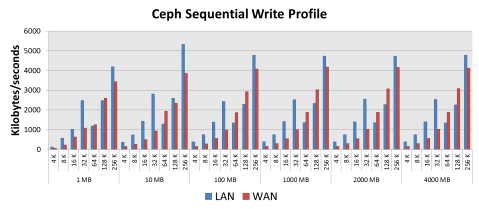 Ceph Sequential Write Profile
Kilobytes/seconds
6000
5000
4000
3000
2000
1000
0
4 K 8 K 16 K 32 K 64 K 128 K 256 K 4 K 8 K 16 K 32 K 64 K 128 K 256 K 4 K 8 K 16 K 32 K 64 K 128 K 256 K 4 K 8 K 16 K 32 K 64 K 128 K 256 K 4 K 8 K 16 K 32 K 64 K 128 K 256 K 4 K 8 K 16 K 32 K 64 K 128 K 256 K
1 MB 10 MB 100 MB 1000 MB 2000 MB 4000 MB
LAN WAN